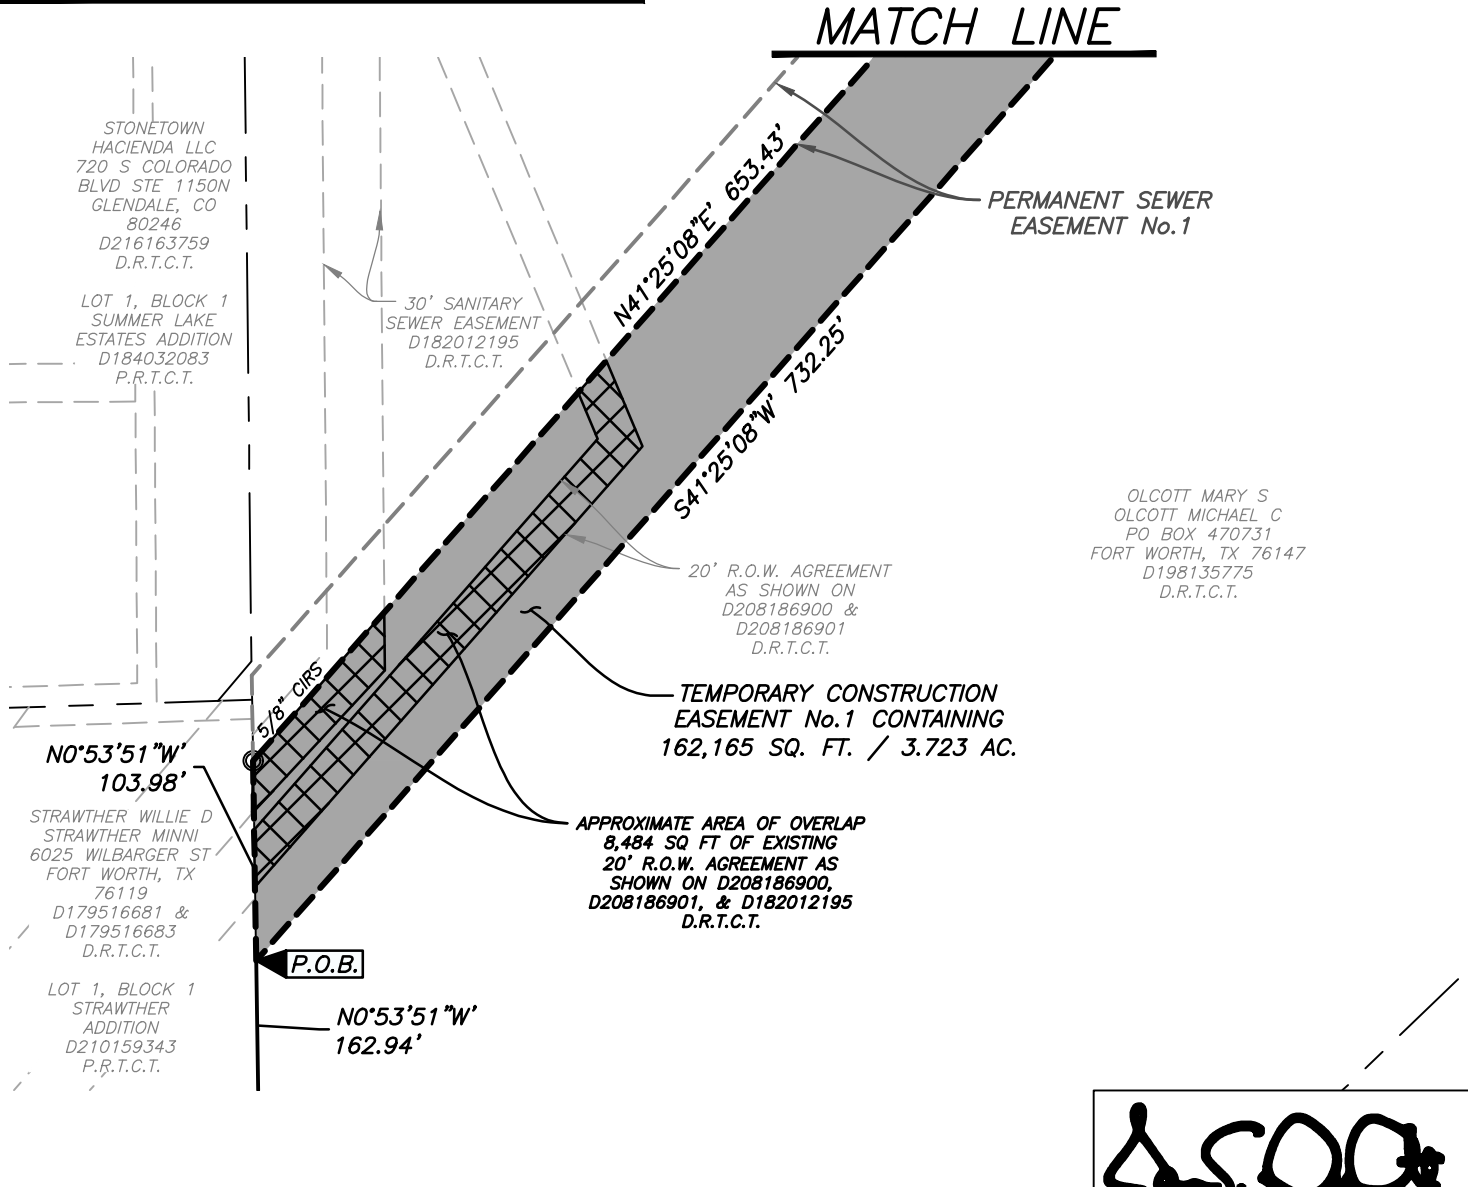 MATCH LINE
STONETOWN
HACIENDA LLC
720 S COLORADO
BLVD STE 1150N
GLENDALE, CO
80246
D216163759
D.R.T.C.T.
LOT 1, BLOCK 1
SUMMER LAKE
ESTATES ADDITION
D184032083
P.R.T.C.T.
30' SANITARY
SEWER EASEMENT
D182012195
D.R.T.C.T.
N41°25'08"E' 653.43'
PERMANENT SEWER
EASEMENT No.1
S41°25'08"W' 732.25'
OLCOTT MARY S
OLCOTT MICHAEL C
PO BOX 470731
FORT WORTH, TX 76147
D198135775
D.R.T.C.T.
20' R.O.W. AGREEMENT
AS SHOWN ON
D208186900 &
D208186901
D.R.T.C.T.
5/8" CIRS
TEMPORARY CONSTRUCTION
EASEMENT No.1 CONTAINING
162,165 SQ. FT. / 3.723 AC.
N0°53'51"W'
103.98'
STRAWTHER WILLIE D
STRAWTHER MINNI
6025 WILBARGER ST
FORT WORTH, TX
76119
D179516681 &
D179516683
D.R.T.C.T.
APPROXIMATE AREA OF OVERLAP
8,484 SQ FT OF EXISTING
20' R.O.W. AGREEMENT AS
SHOWN ON D208186900,
D208186901, & D182012195
D.R.T.C.T.
P.O.B.
LOT 1, BLOCK 1
STRAWTHER
ADDITION
D210159343
P.R.T.C.T.
N0°53'51"W'
162.94'